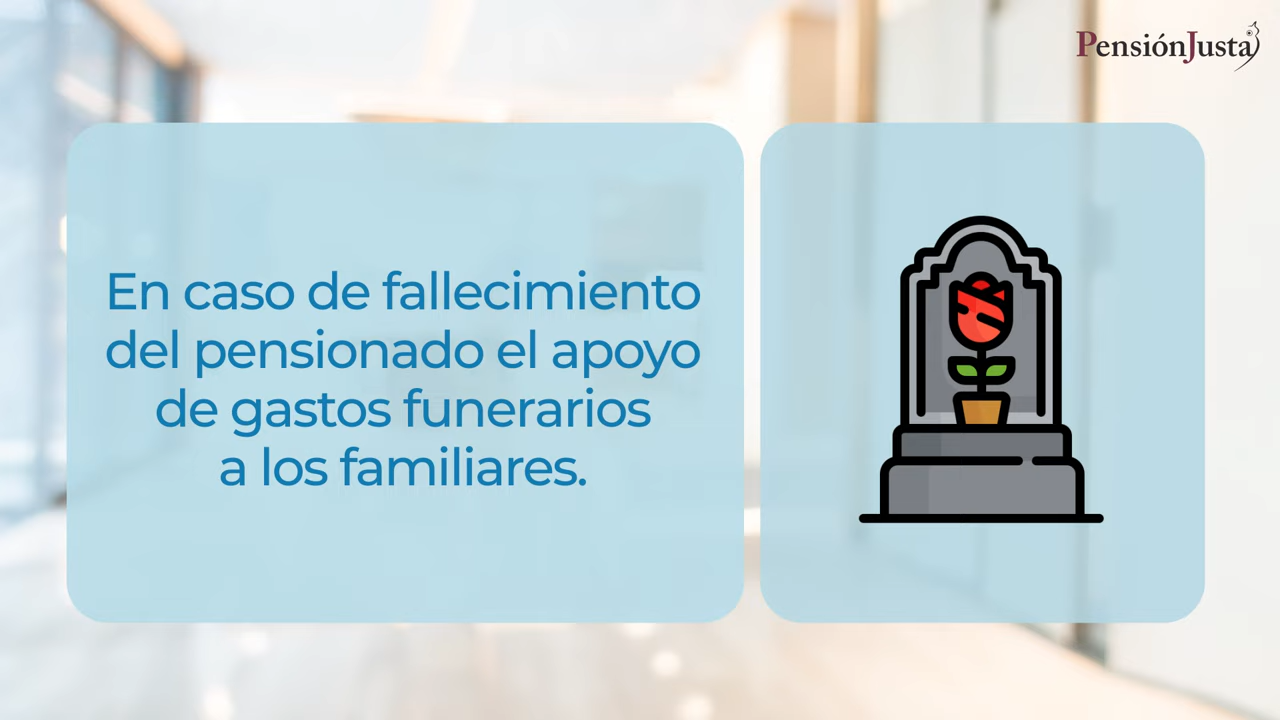 PensiónJusta
En caso de fallecimiento
del pensionado el apoyo
de gastos funerarios
a los familiares.